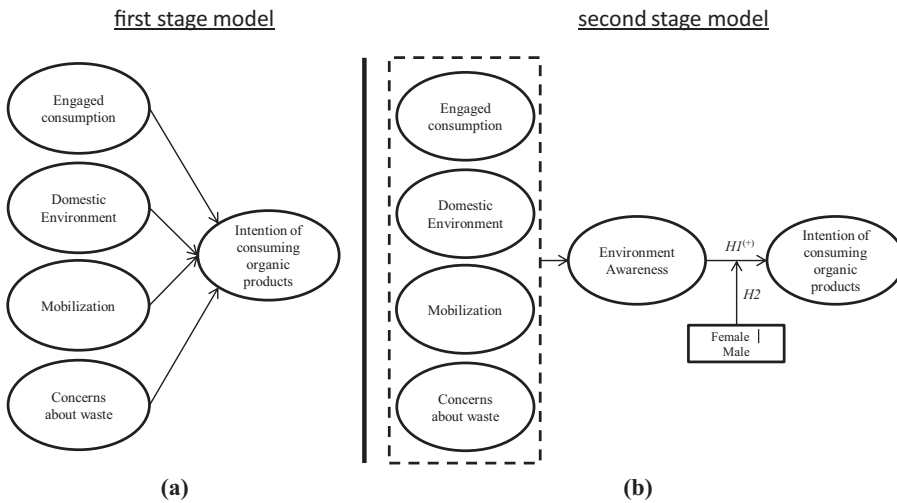 first stage model
Engaged
consumption
Domestic
Environment
Mobilization
Concerns
about waste
Intention of
consuming
organic
products
(a)
second stage model
Engaged
consumption
Domestic
Environment
Mobilization
Concerns
about waste
Environment
Awareness
H1(+)
H2
Female |
Male
Intention of
consuming
organic
products
(b)